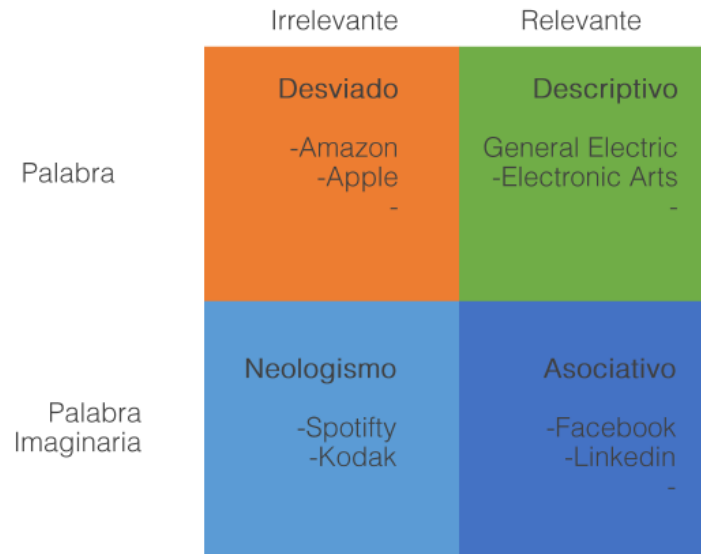 Irrelevante
Relevante
Palabra
Desviado
-Amazon
-Apple
-
Descriptivo
General Electric
-Electronic Arts
-
Palabra
Imaginaria
Neologismo
-Spotifty
-Kodak
Asociativo
-Facebook
-Linkedin
-